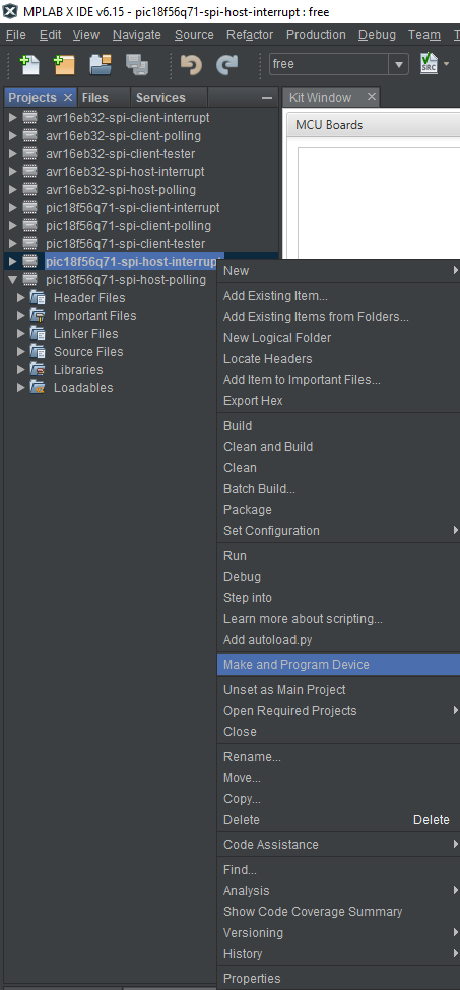 MPLAB X IDE v6.15 - pic18f56q71-spi-host-interrupt : free
File Edit View Navigate Source Refactor Production Debug Team
free
Projects Files Services
Kit Window
MCU Boards
avr16eb32-spi-client-interrupt
avr16eb32-spi-client-polling
avr16eb32-spi-client-tester
avr16eb32-spi-host-interrupt
avr16eb32-spi-host-polling
pic18f56q71-spi-client-interrupt
pic18f56q71-spi-client-polling
pic18f56q71-spi-client-tester
pic18f56q71-spi-host-interrupt
pic18f56q71-spi-host-polling
Header Files
Important Files
Linker Files
Source Files
Libraries
Loadables
New
Add Existing Item...
Add Existing Items from Folders...
New Logical Folder
Locate Headers
Add Item to Important Files...
Export Hex
Build
Clean and Build
Clean
Batch Build...
Package
Set Configuration
Run
Debug
Step into
Learn more about scripting...
Add autoload.py
Make and Program Device
Unset as Main Project
Open Required Projects
Close
Rename...
Move...
Copy...
Delete Delete
Code Assistance
Find...
Analysis
Show Code Coverage Summary
Versioning
History
Properties